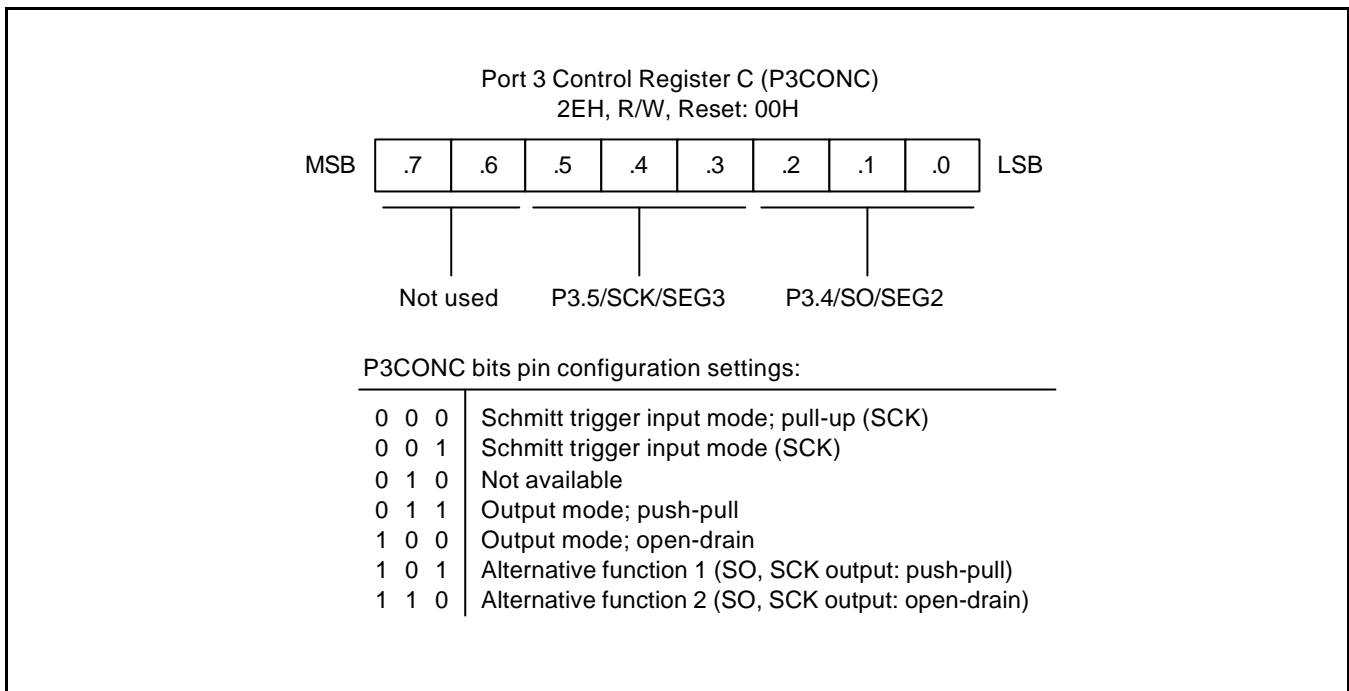 Port 3 Control Register C (P3CONC)
2EH, R/W, Reset: 00H
MSB .7 .6 .5 .4 .3 .2 .1 .0 LSB
Not used P3.5/SCK/SEG3 P3.4/SO/SEG2
P3CONC bits pin configuration settings:
0 0 0 Schmitt trigger input mode; pull-up (SCK)
0 0 1 Schmitt trigger input mode (SCK)
0 1 0 Not available
0 1 1 Output mode; push-pull
1 0 0 Output mode; open-drain
1 0 1 Alternative function 1 (SO, SCK output: push-pull)
1 1 0 Alternative function 2 (SO, SCK output: open-drain)